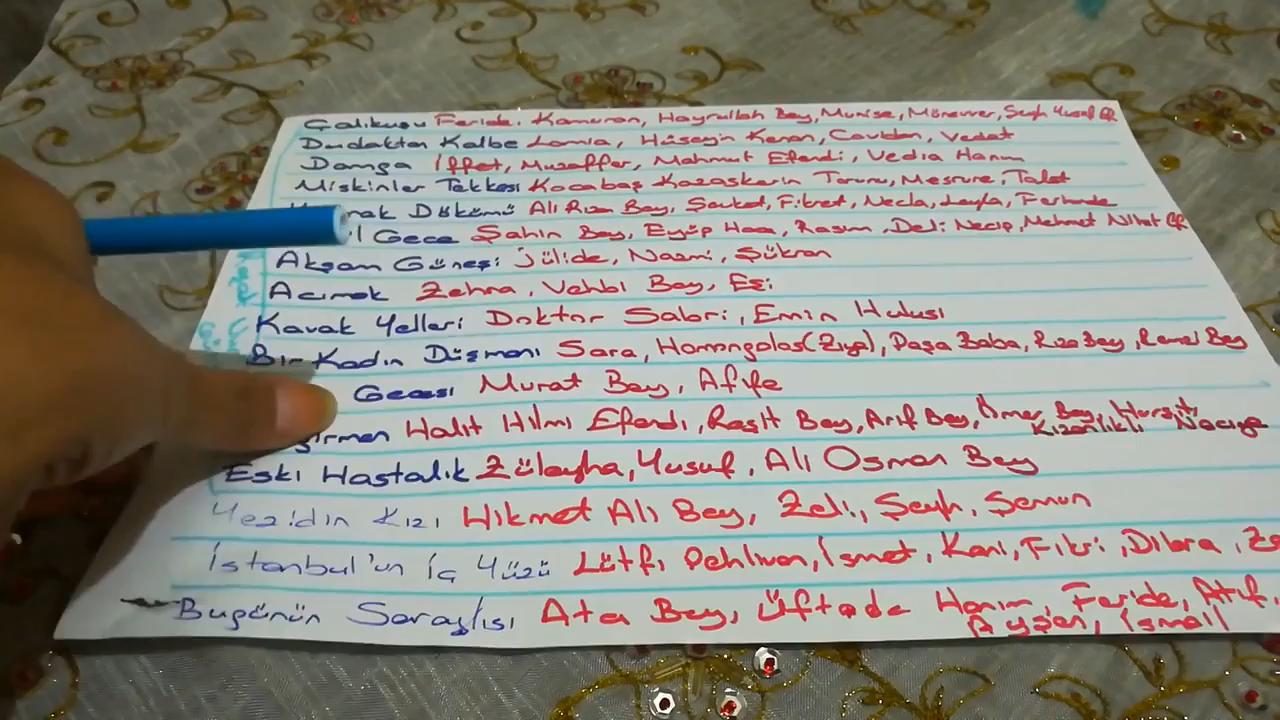 Çalıkuşu Feride, Kamuran, Hayrullah Bey, Munise, Münevver, Şeyh Yusuf Ef
Dudaktan Kalbe Lamia, Hüseyin Kenan, Cavidan, Vedat
Damga İffet, Muzaffer, Mahmut Efendi, Vedia Hanım
Miskinler Tekkesi Kocabaş Kazaskerin Torunu, Mesrure, Talat
Dökümü Ali Rıza Bey, Şevket, Fikret, Necla, Leyla, Ferhunde
Gece Şahin Bey, Eyüp Hoca, Rasım, Deli Necip, Mehmet Nihat Ef
Akşam Güneşi Jülide, Nazmi, Şükran
Acımak Zehra, Vehbi Bey, Eşi
Kavak Yelleri Doktor Sabri, Emin Hulusi
Bir Kadın Düşmanı Sara, Homongolos(Ziya), Paşa Baba, Rıza Bey, Remzi Bey
Gecesi Murat Bey, Afife
Halit Hilmi Efendi, Raşit Bey, Arif Bey, Ömer Bey, Hurşit,
Kızanlıklı Naciye
Eski Hastalık Züleyha, Yusuf, Ali Osman Bey
Yezidin Kızı Hikmet Ali Bey, Zeli, Şeyh, Şemun
İstanbul'un İç Yüzü Lütfi Pehlivan, İsmet, Kani, Fikri, Dilara,
Bugünün Saraylısı Ata Bey, Üftade Hanım, Feride, Atıf,
Ayşen, İsmail